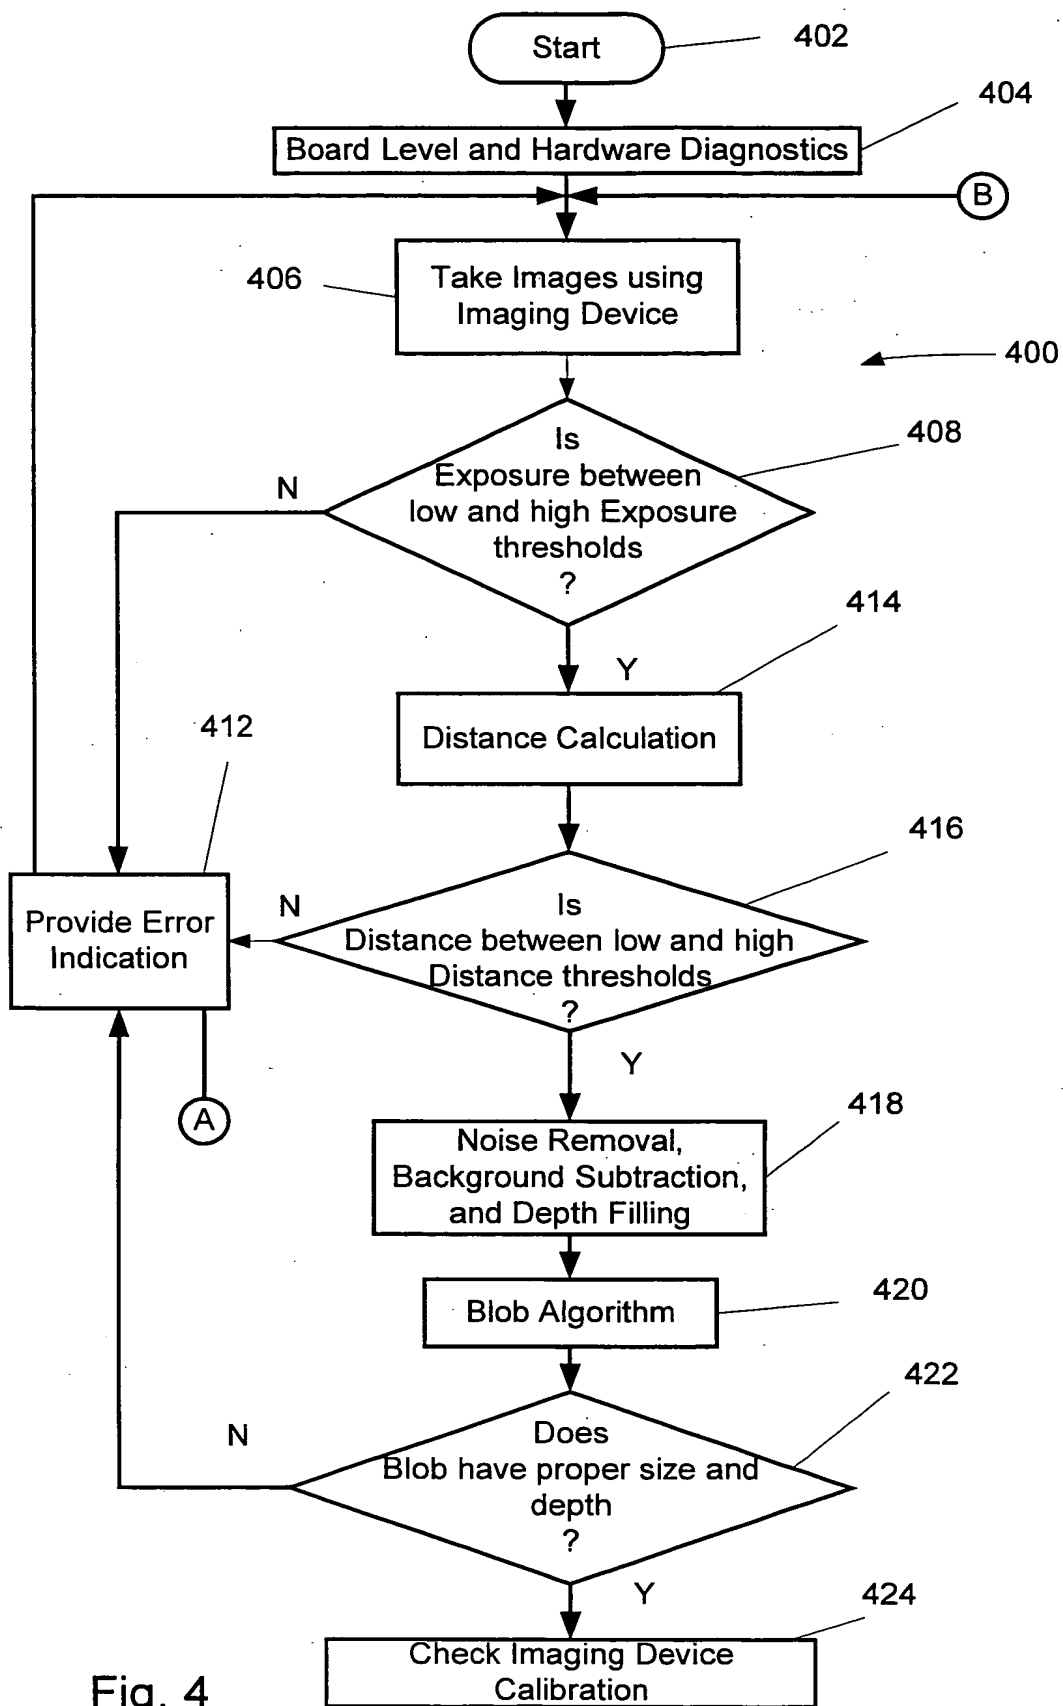 Start
402
404
Board Level and Hardware Diagnostics
B
406
Take Images using
Imaging Device
400
408
Is
Exposure between
low and high Exposure
thresholds
?
N
414
Y
412
Distance Calculation
416
Provide Error
Indication
N
Is
Distance between low and high
Distance thresholds
?
Y
A
418
Noise Removal,
Background Subtraction,
and Depth Filling
420
Blob Algorithm
422
N
Does
Blob have proper size and
depth
?
Y
424
Check Imaging Device
Calibration
Fig. 4